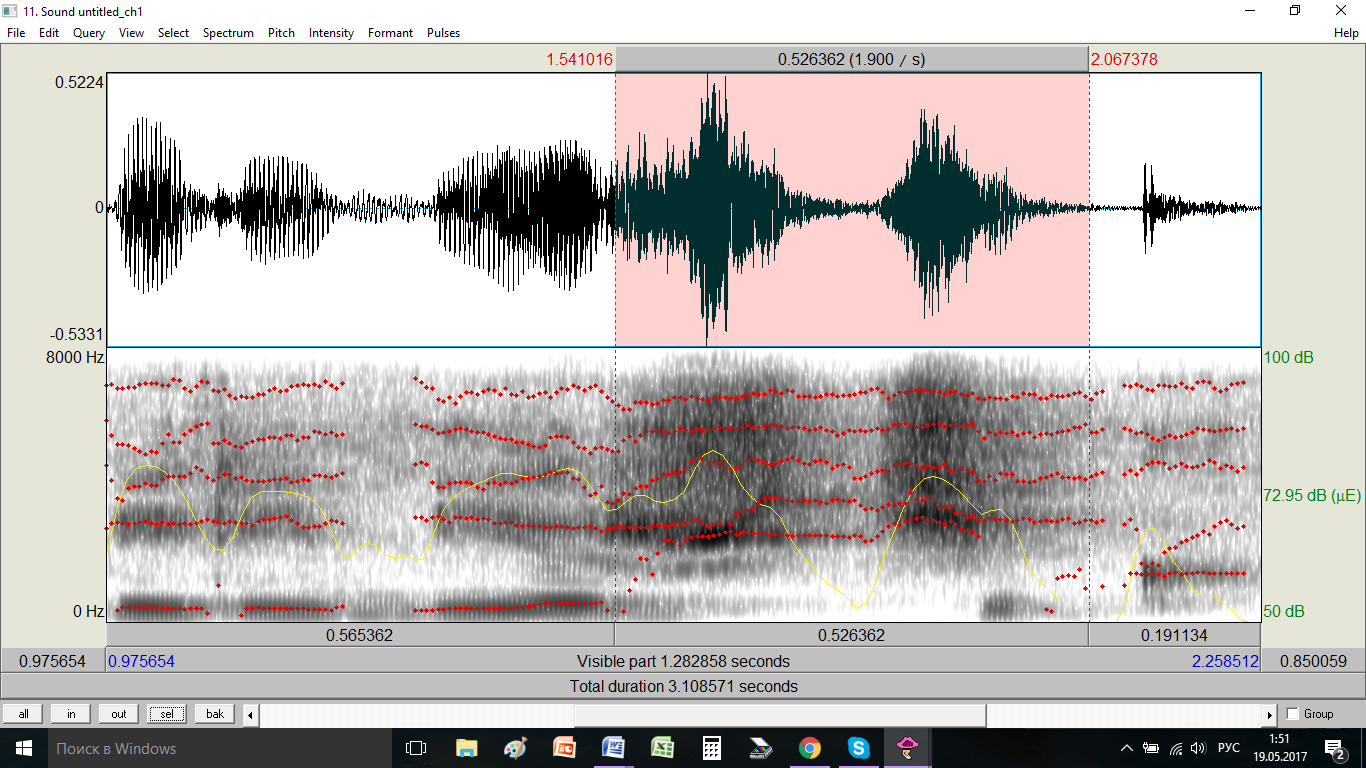 11. Sound untitled_ch1
File Edit Query View Select Spectrum Pitch Intensity Formant Pulses Help
1.541016 0.526362 (1.900 / s) 2.067378
0.5224
0
-0.5331
8000 Hz 100 dB
72.95 dB (µE)
0 Hz 50 dB
0.565362 0.526362 0.191134
0.975654 0.975654 Visible part 1.282858 seconds 2.258512 0.850059
Total duration 3.108571 seconds
all in out sel bak Group
Поиск в Windows РУС 1:51
19.05.2017 2